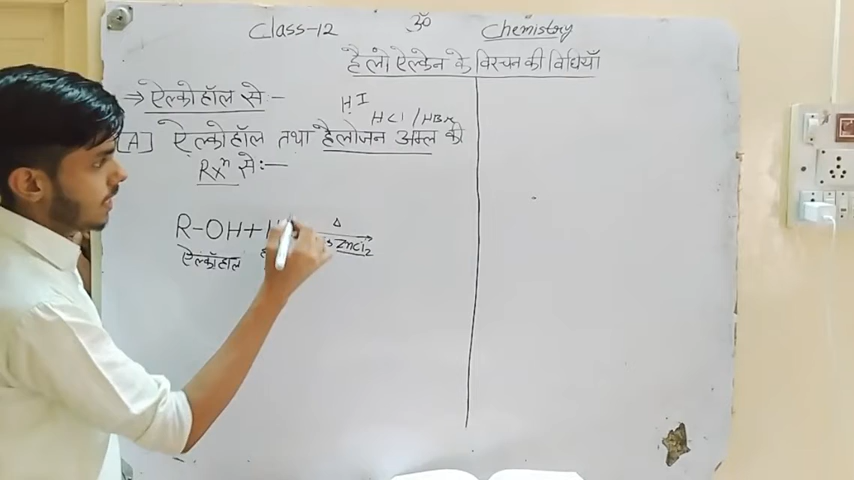 Class-12 ॐ Chemistry
हैलो ऐल्केन के विरचन की विधियाँ
→ ऐल्कोहॉल से :-
HI
HCl / HBr
[A] ऐल्कोहॉल तथा हैलोजन अम्ल की
Rxⁿ से :-
R-OH + H Δ
ZnCl₂
ऐल्कोहॉल